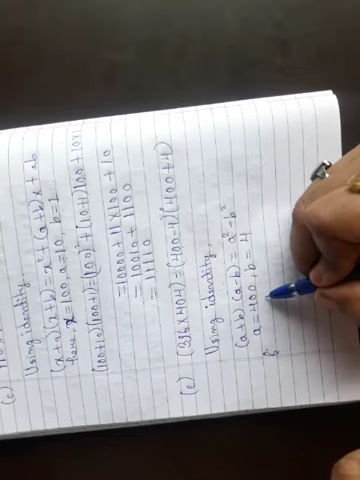 (c)
Using identity,
(x+a)(x+b) = x² + (a+b)x + ab
here x = 100 a = 10 b = 1
(100+10)(100+1) = (100)² + (10+1)100 + 10×1
= 10000 + 11×100 + 10
= 10010 + 1100
= 11110
(e) (396×404) = (400-4)(400+4)
Using identity,
(a+b)(a-b) = a²-b²
a = 400, b = 4